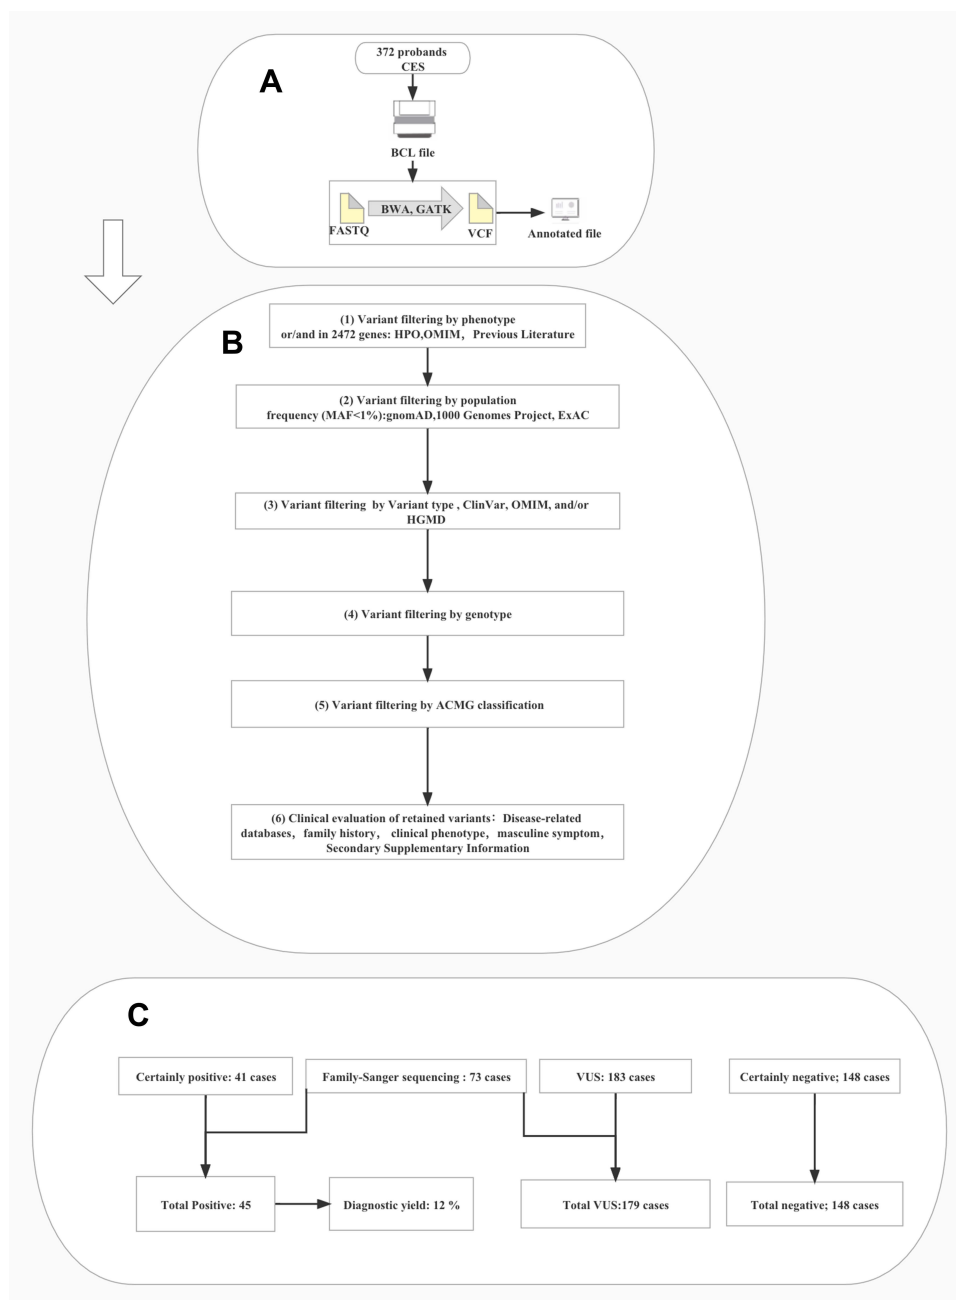 A
372 probands
CES
BCL file
BWA, GATK
FASTQ
VCF
Annotated file
B
(1) Variant filtering by phenotype
or/and in 2472 genes: HPO,OMIM， Previous Literature
(2) Variant filtering by population
frequency (MAF<1%):gnomAD,1000 Genomes Project, ExAC
(3) Variant filtering by Variant type , ClinVar, OMIM, and/or
HGMD
(4) Variant filtering by genotype
(5) Variant filtering by ACMG classification
(6) Clinical evaluation of retained variants： Disease-related
databases， family history， clinical phenotype， masculine symptom，
Secondary Supplementary Information
C
Certainly positive: 41 cases
Family-Sanger sequencing : 73 cases
VUS: 183 cases
Certainly negative; 148 cases
Total Positive: 45
Diagnostic yield: 12 %
Total VUS:179 cases
Total negative; 148 cases